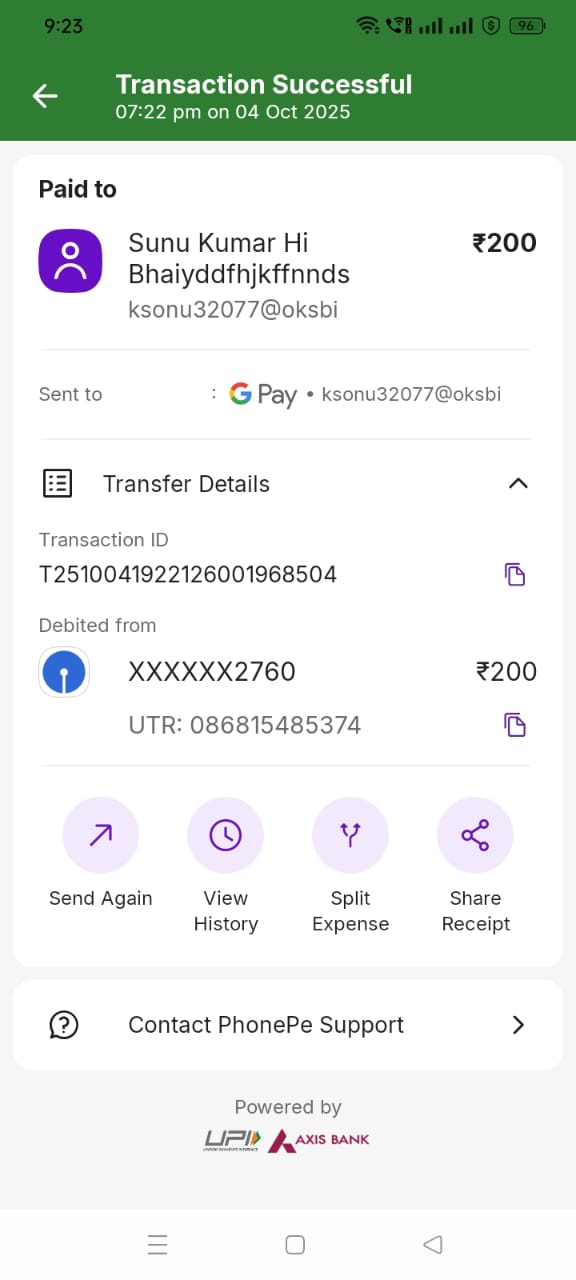 9:23
96
Transaction Successful
07:22 pm on 04 Oct 2025
Paid to
Sunu Kumar Hi ₹200
Bhaiyddfhjkffnnds
ksonu32077@oksbi
Sent to : G Pay • ksonu32077@oksbi
Transfer Details
Transaction ID
T2510041922126001968504
Debited from
XXXXXX2760 ₹200
UTR: 086815485374
Send Again View Split Share
History Expense Receipt
Contact PhonePe Support
Powered by
UPI AXIS BANK